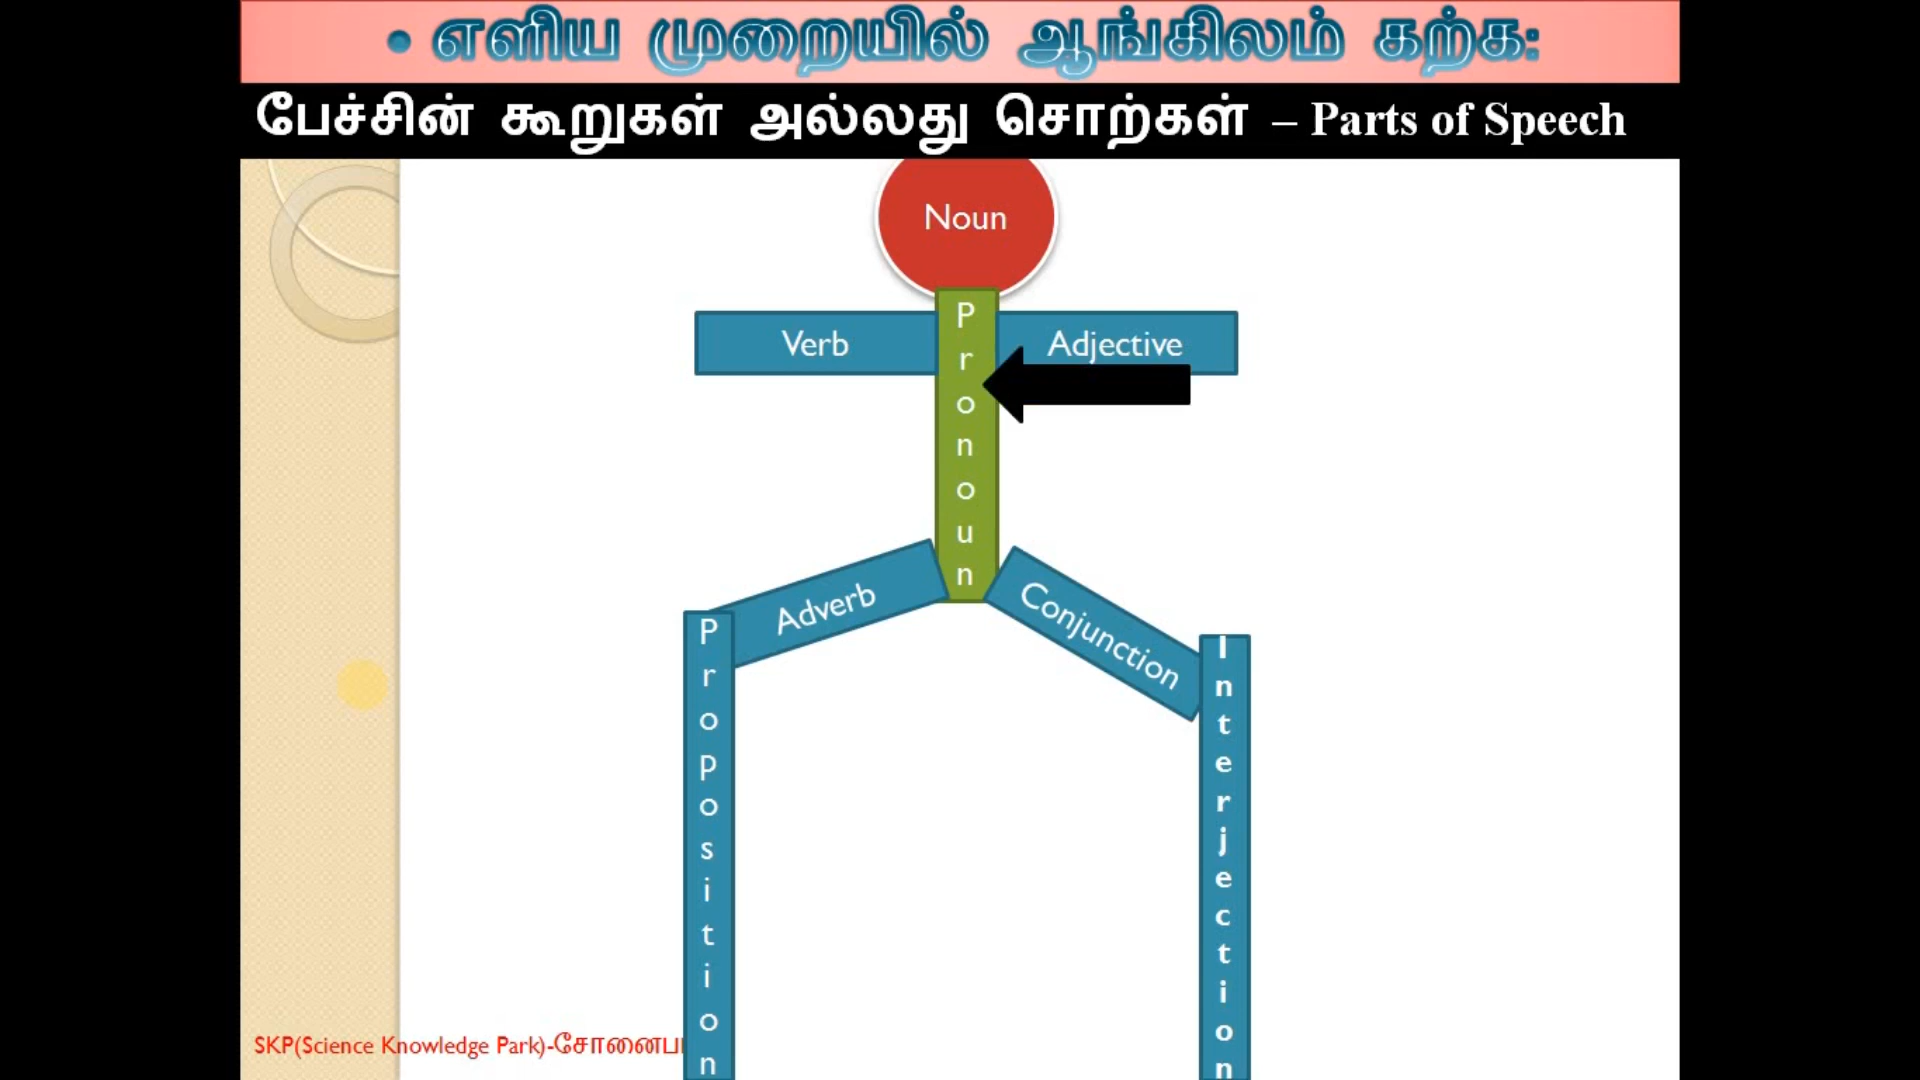 • எளிய முறையில் ஆங்கிலம் கற்க:
பேச்சின் கூறுகள் அல்லது சொற்கள் – Parts of Speech
Noun
Verb
Pronoun
Adjective
Adverb
Conjunction
Proposition
Interjection
SKP(Science Knowledge Park)-